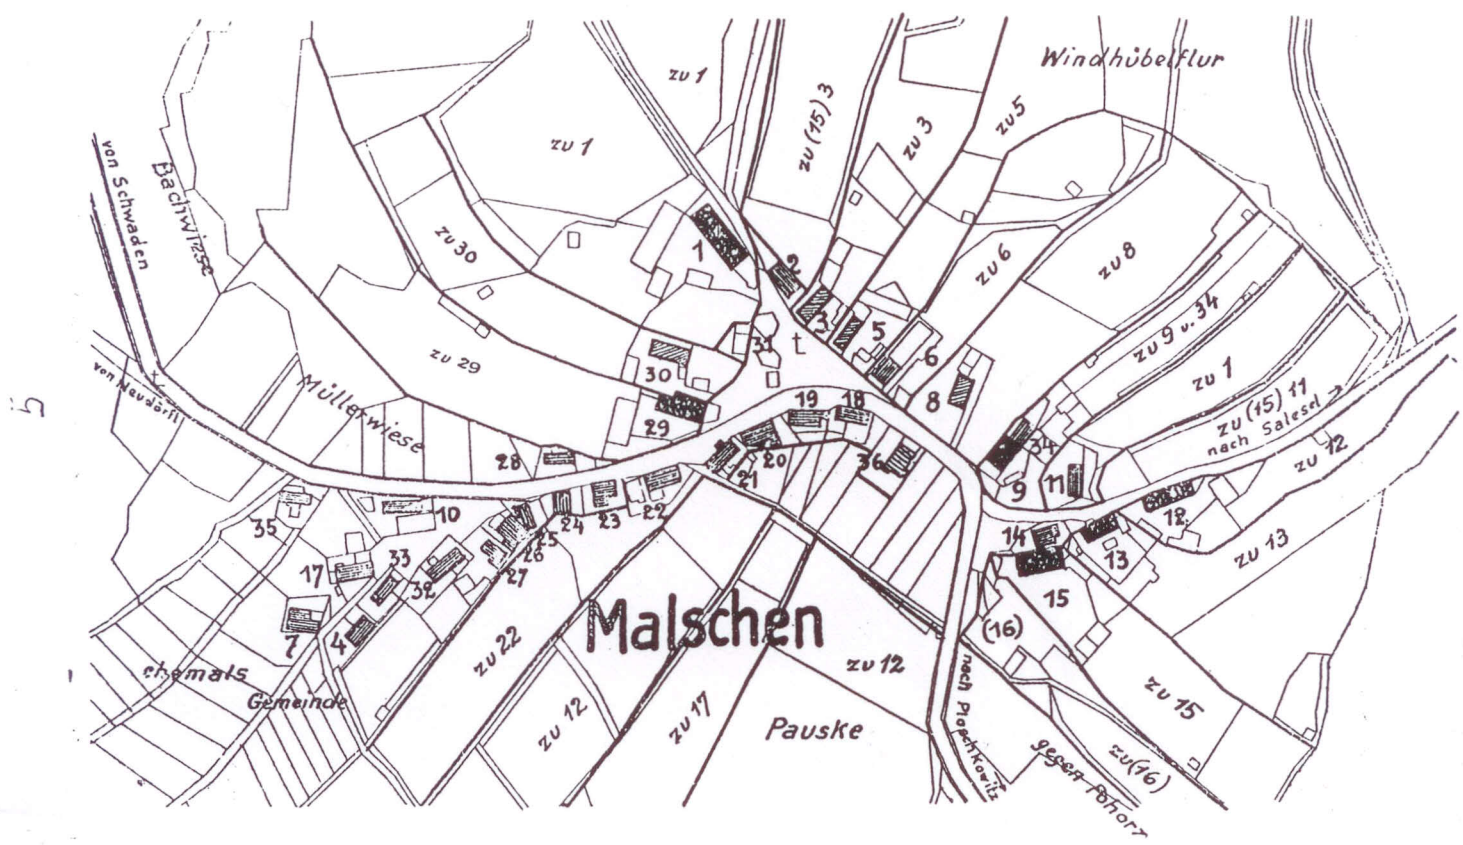 Windhübelflur
zu 1
zu (15) 3
zu 3
zu 5
zu 1
von Schwaden
Bachwiese
zu 30
1
2
3
5
6
zu 6
zu 8
zu 9 u. 34
zu 1
zu (15) 11
nach Salesel
zu 12
zu 29
31
t
30
8
von Neudörfl
Müllerwiese
29
19
18
34
28
20
36
9
11
21
10
35
24
23
22
25
26
27
14
12
13
zu 13
17
33
32
15
7
4
Malschen
(16)
zu 22
zu 12
ehemals
Gemeinde
zu 12
zu 17
Pauske
nach Ploschkowitz
zu 15
gegen Pohorz
zu (16)
5